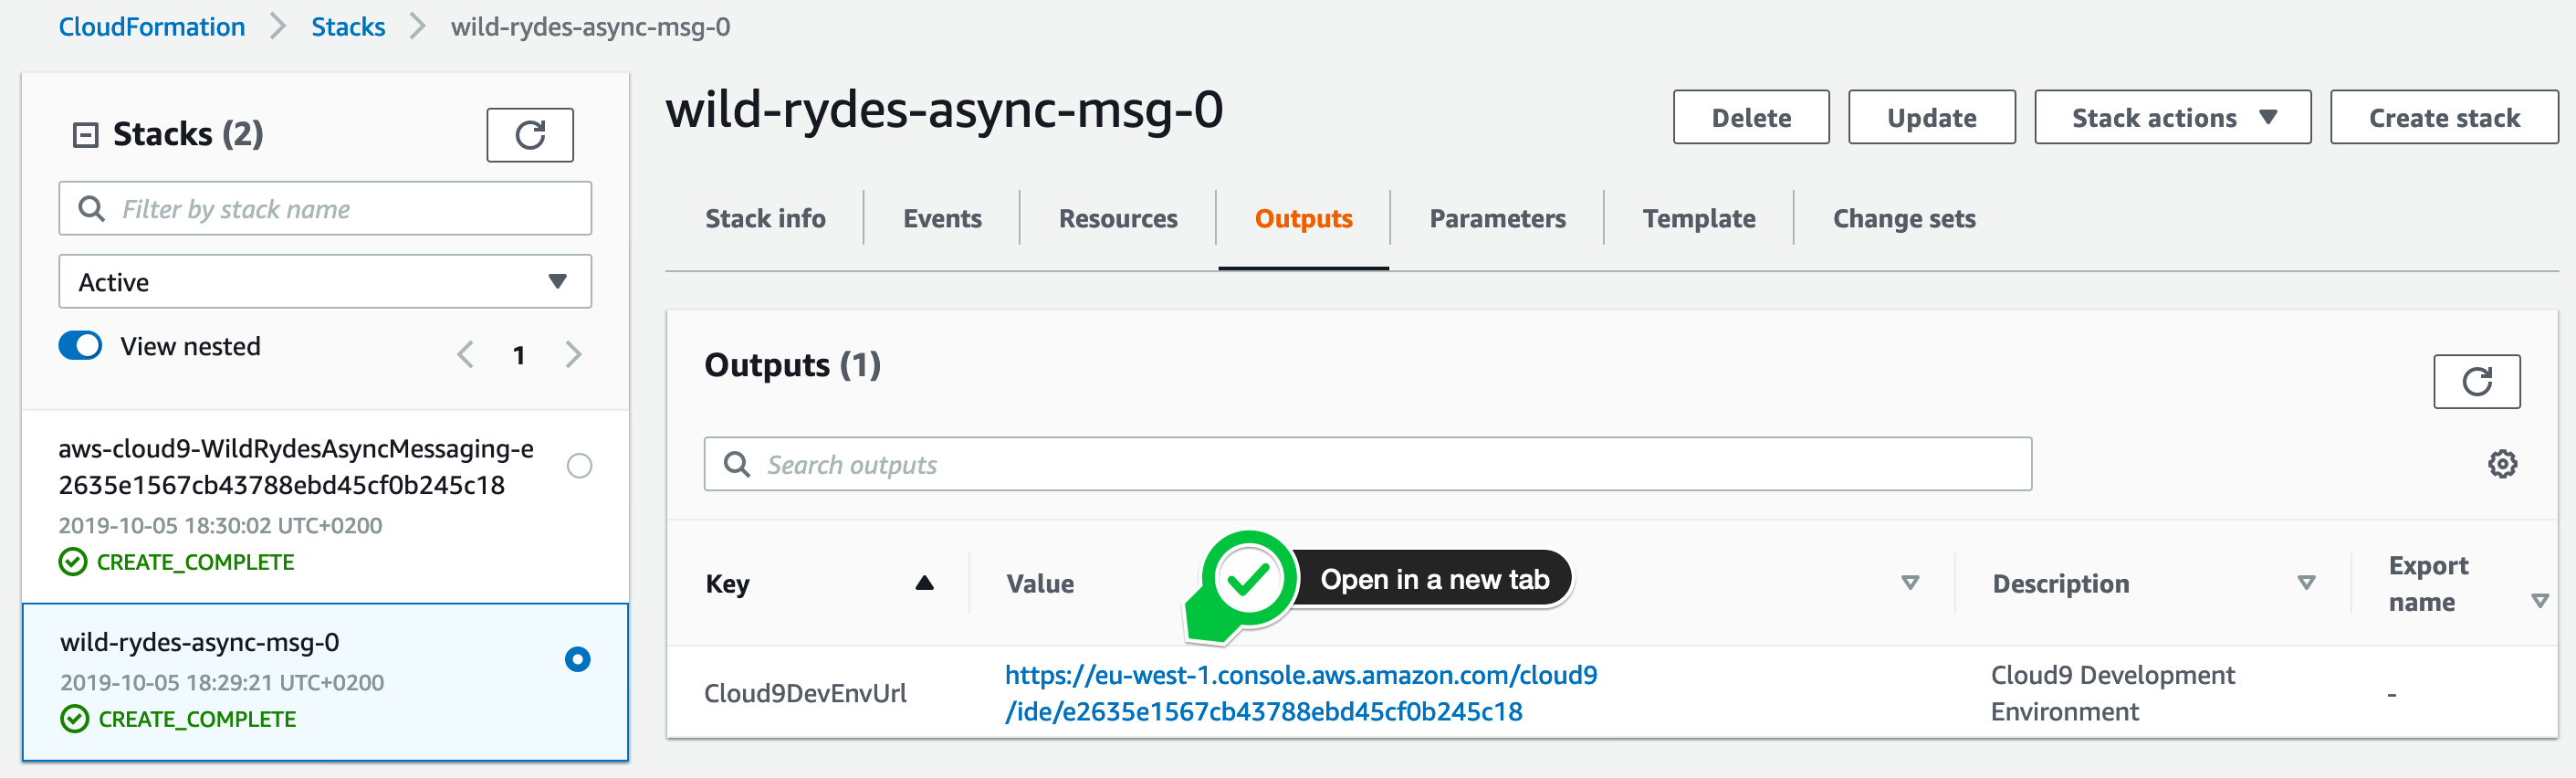 CloudFormation > Stacks > wild-rydes-async-msg-0
Stacks (2)
Filter by stack name
Active
View nested
1
aws-cloud9-WildRydesAsyncMessaging-e
2635e1567cb43788ebd45cf0b245c18
2019-10-05 18:30:02 UTC+0200
CREATE_COMPLETE
wild-rydes-async-msg-0
2019-10-05 18:29:21 UTC+0200
CREATE_COMPLETE
wild-rydes-async-msg-0
Delete Update Stack actions Create stack
Stack info Events Resources Outputs Parameters Template Change sets
Outputs (1)
Search outputs
Open in a new tab
Key Value Description Export
name
Cloud9DevEnvUrl
https://eu-west-1.console.aws.amazon.com/cloud9
/ide/e2635e1567cb43788ebd45cf0b245c18
Cloud9 Development
Environment
-